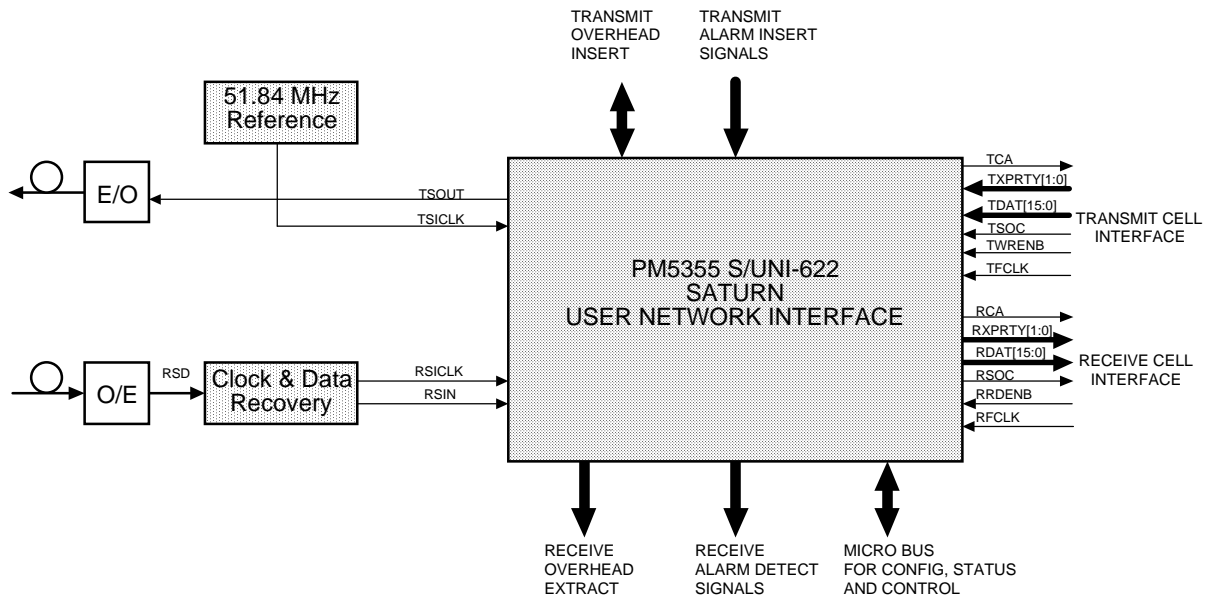 TRANSMIT
OVERHEAD
INSERT
TRANSMIT
ALARM INSERT
SIGNALS
51.84 MHz
Reference
E/O
TSOUT
TSICLK
TCA
TXPRTY[1:0]
TDAT[15:0]
TSOC
TWRENB
TFCLK
TRANSMIT CELL
INTERFACE
PM5355 S/UNI-622
SATURN
USER NETWORK INTERFACE
RCA
RXPRTY[1:0]
RDAT[15:0]
RSOC
RRDENB
RFCLK
RECEIVE CELL
INTERFACE
O/E
RSD
Clock & Data
Recovery
RSICLK
RSIN
RECEIVE
OVERHEAD
EXTRACT
RECEIVE
ALARM DETECT
SIGNALS
MICRO BUS
FOR CONFIG, STATUS
AND CONTROL